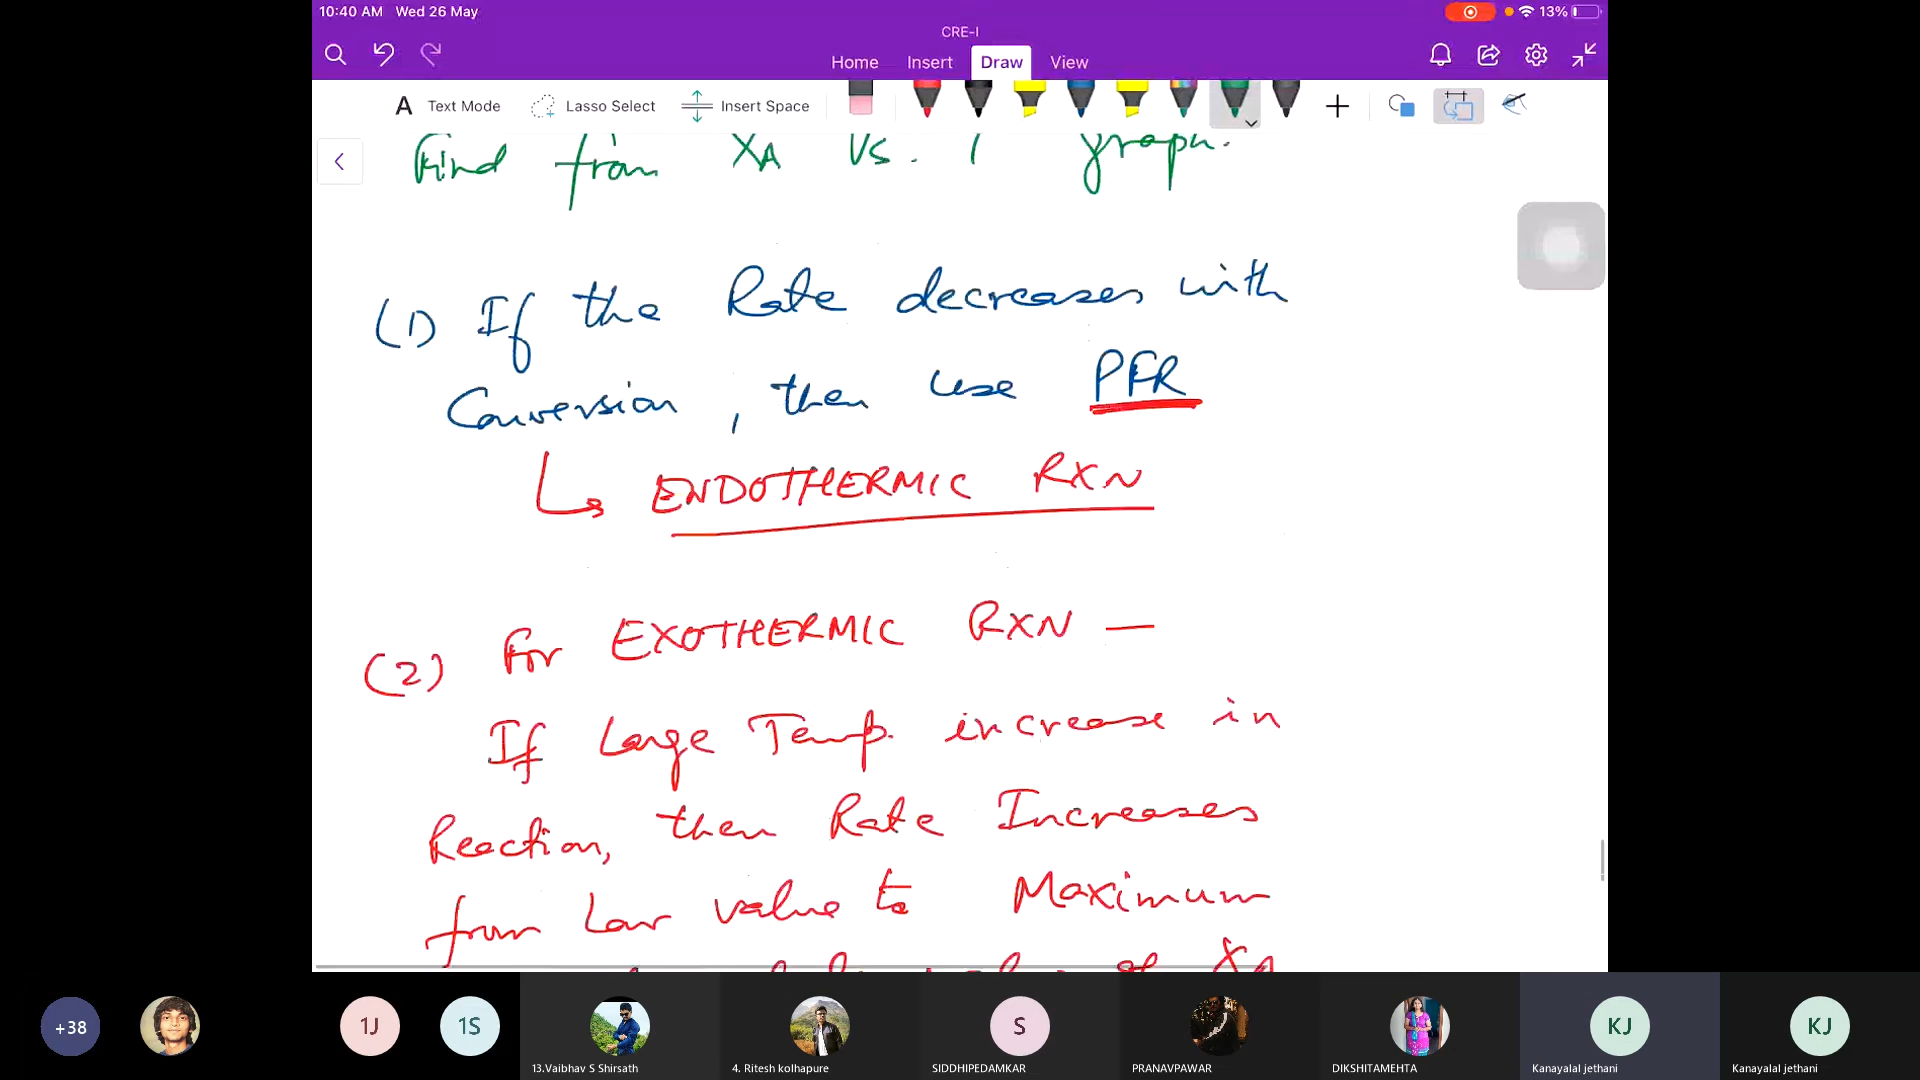 10:40 AM Wed 26 May
13%
CRE-I
Home Insert Draw View
A Text Mode Lasso Select Insert Space
Find from XA vs. T graph.
(1) If the Rate decreases with
Conversion, then use PFR
ENDOTHERMIC RXN
(2) For EXOTHERMIC RXN —
If Large Temp. increase in
Reaction, then Rate Increases
from Low value to Maximum
XA
+38
1J
1S
S
KJ
KJ
13.Vaibhav S Shirsath
4. Ritesh kolhapure
SIDDHIPEDAMKAR
PRANAVPAWAR
DIKSHITAMEHTA
Kanayalal jethani
Kanayalal jethani